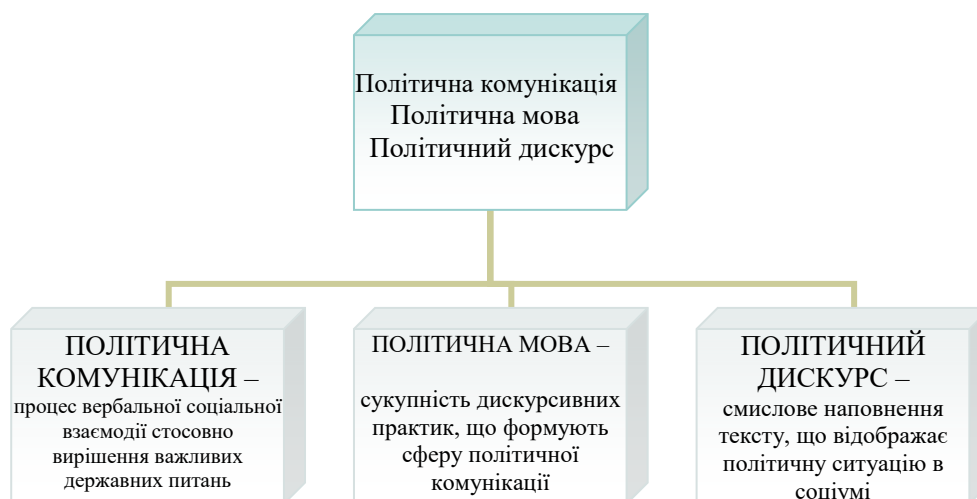 Політична комунікація
Політична мова
Політичний дискурс
ПОЛІТИЧНА
КОМУНІКАЦІЯ –
процес вербальної соціальної
взаємодії стосовно
вирішення важливих
державних питань
ПОЛІТИЧНА МОВА –
сукупність дискурсивних
практик, що формують
сферу політичної
комунікації
ПОЛІТИЧНИЙ
ДИСКУРС –
смислове наповнення
тексту, що відображає
політичну ситуацію в
соціумі